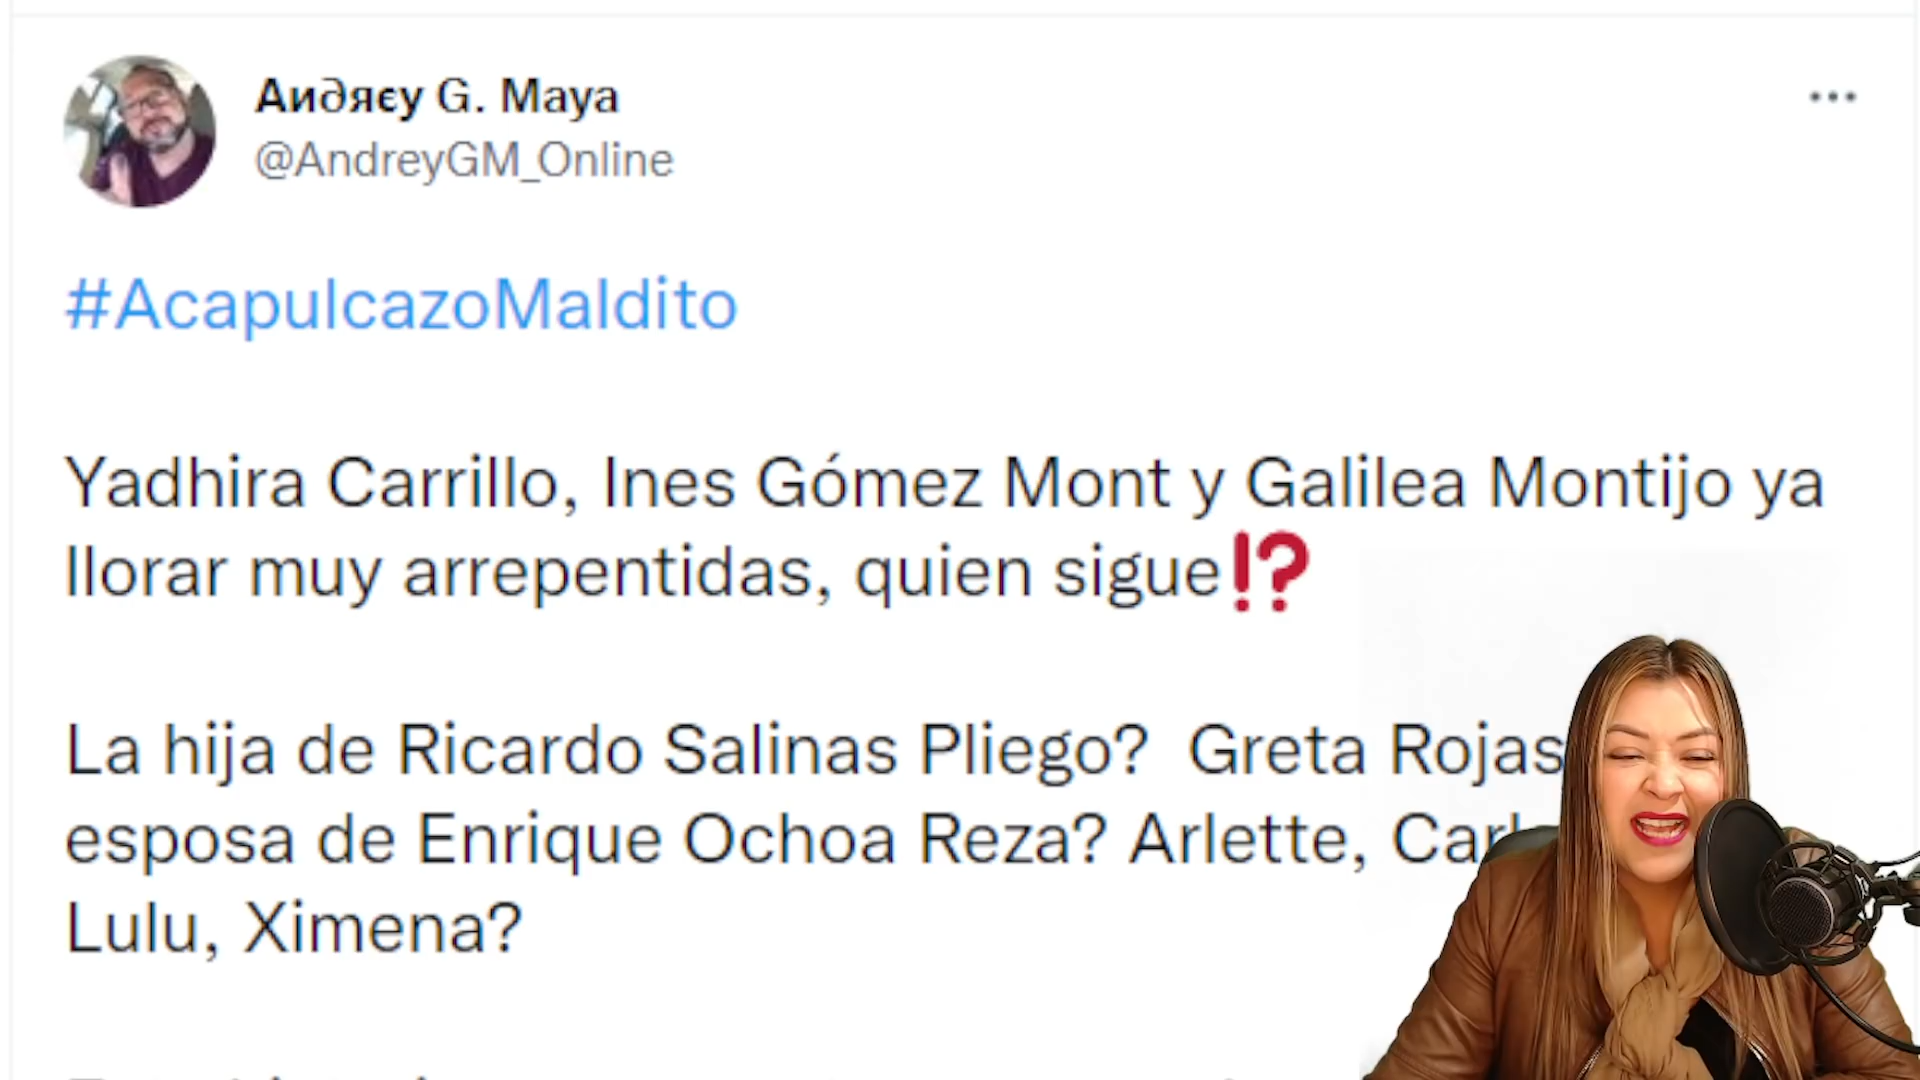 Aиdяєy G. Maya
@AndreyGM_Online
#AcapulcazoMaldito
Yadhira Carrillo, Ines Gómez Mont y Galilea Montijo ya
llorar muy arrepentidas, quien sigue⁉
La hija de Ricardo Salinas Pliego? Greta Rojas
esposa de Enrique Ochoa Reza? Arlette,
Lulu, Ximena?